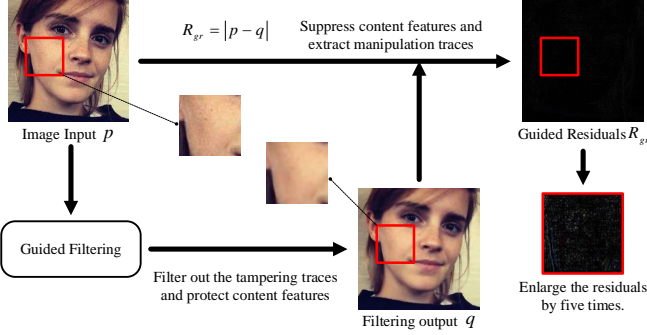 R_gr = |p − q|
Suppress content features and
extract manipulation traces
Image Input p
Guided Residuals R_gr
Guided Filtering
Filter out the tampering traces
and protect content features
Filtering output q
Enlarge the residuals
by five times.